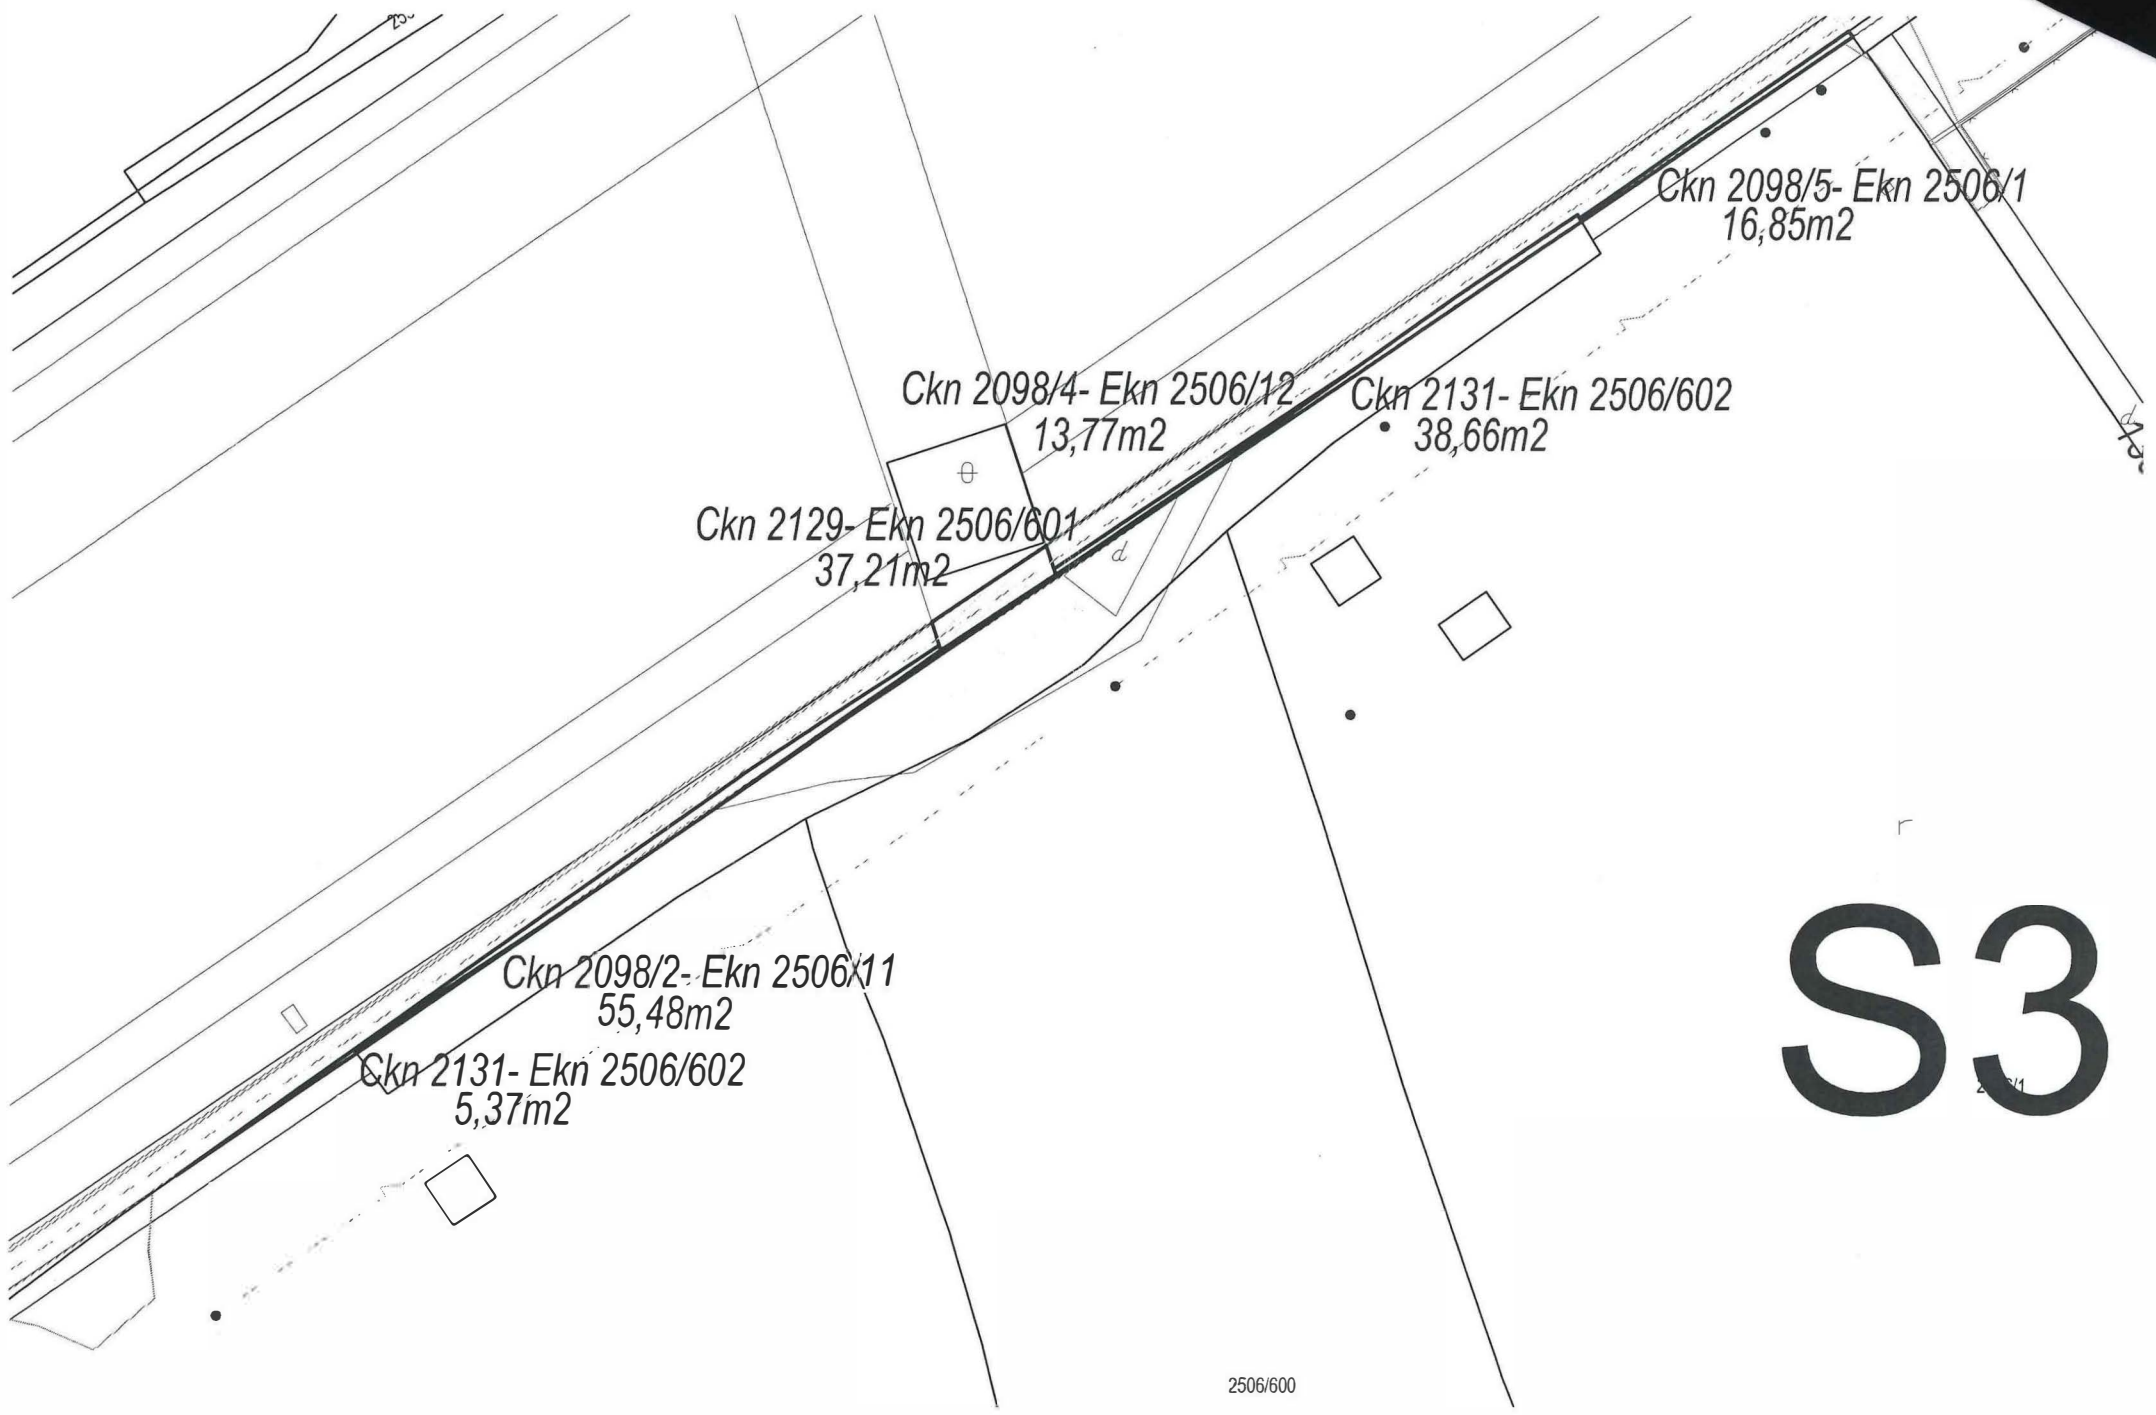 Ckn 2098/5- Ekn 2506/1
16,85m2
Ckn 2098/4- Ekn 2506/12
13,77m2
Ckn 2131- Ekn 2506/602
38,66m2
Ckn 2129- Ekn 2506/601
37,21m2
d
d
r
Ckn 2098/2- Ekn 2506/11
55,48m2
S3
Ckn 2131- Ekn 2506/602
5,37m2
2506/600